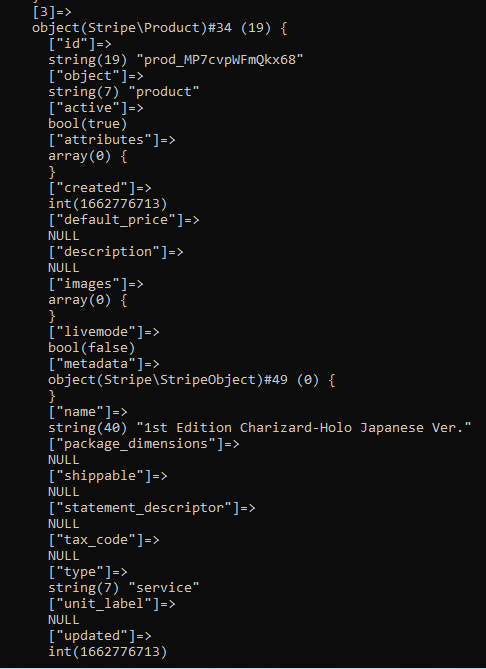 [3]=>
object(Stripe\Product)#34 (19) {
["id"]=>
string(19) "prod_MP7cvpWFmQkx68"
["object"]=>
string(7) "product"
["active"]=>
bool(true)
["attributes"]=>
array(0) {
}
["created"]=>
int(1662776713)
["default_price"]=>
NULL
["description"]=>
NULL
["images"]=>
array(0) {
}
["livemode"]=>
bool(false)
["metadata"]=>
object(Stripe\StripeObject)#49 (0) {
}
["name"]=>
string(40) "1st Edition Charizard-Holo Japanese Ver."
["package_dimensions"]=>
NULL
["shippable"]=>
NULL
["statement_descriptor"]=>
NULL
["tax_code"]=>
NULL
["type"]=>
string(7) "service"
["unit_label"]=>
NULL
["updated"]=>
int(1662776713)